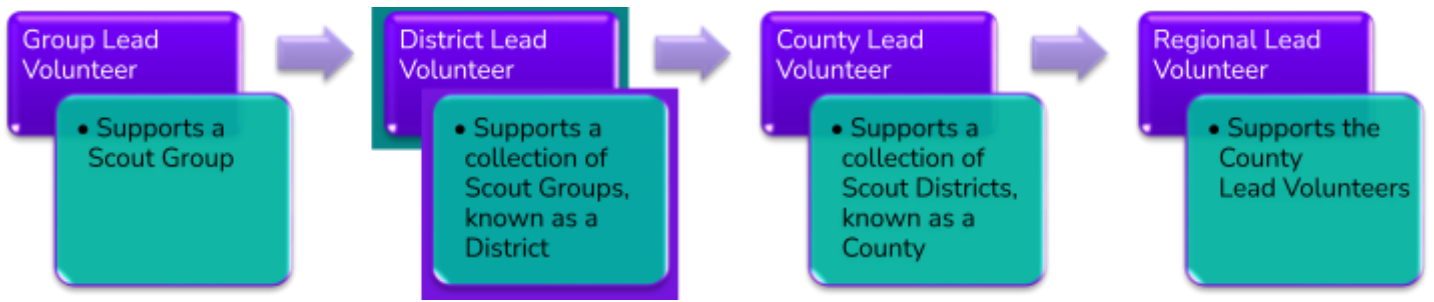 Group Lead
Volunteer
• Supports a
Scout Group
District Lead
Volunteer
• Supports a
collection of
Scout Groups,
known as a
District
County Lead
Volunteer
• Supports a
collection of
Scout Districts,
known as a
County
Regional Lead
Volunteer
• Supports the
County
Lead Volunteers